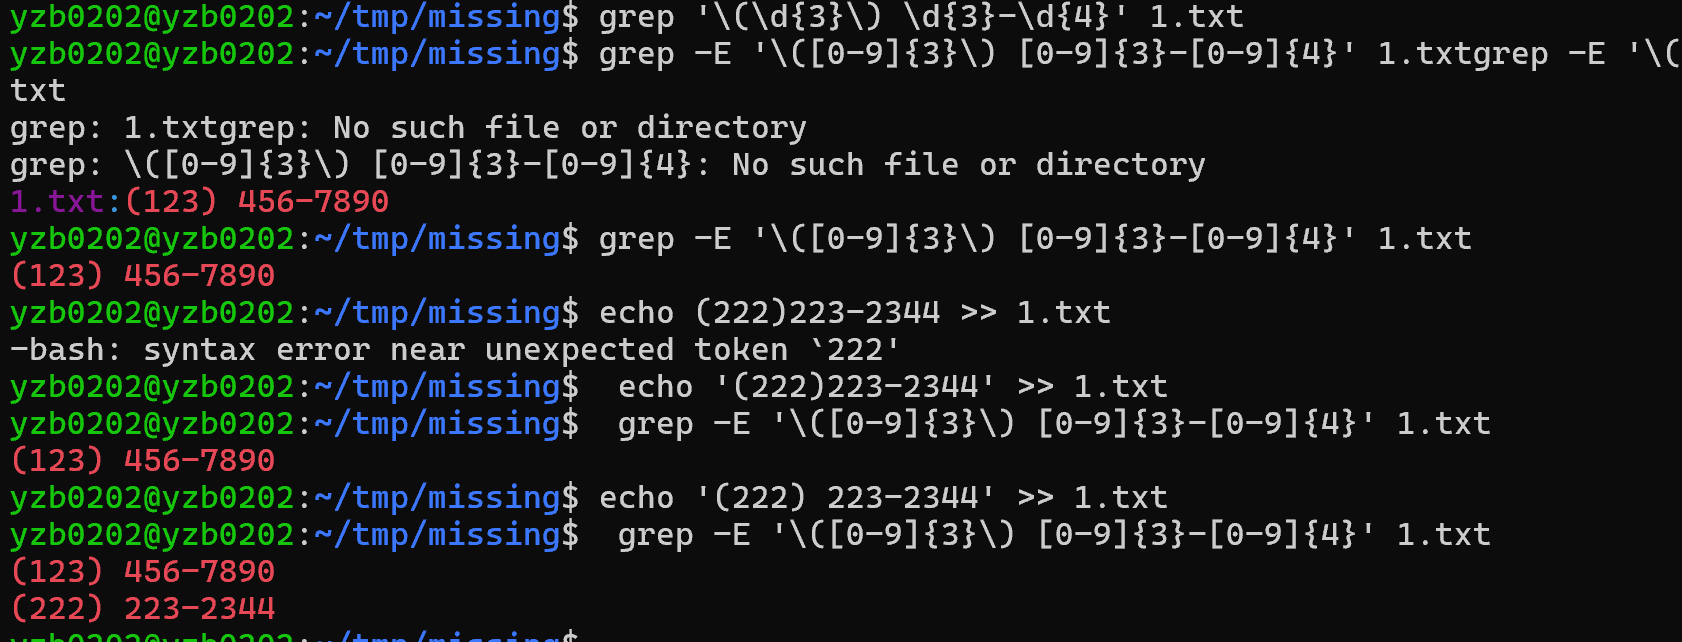 yzb0202@yzb0202:~/tmp/missing$ grep '\(\d{3}\) \d{3}-\d{4}' 1.txt
yzb0202@yzb0202:~/tmp/missing$ grep -E '\([0-9]{3}\) [0-9]{3}-[0-9]{4}' 1.txtgrep -E '\(
txt
grep: 1.txtgrep: No such file or directory
grep: \([0-9]{3}\) [0-9]{3}-[0-9]{4}: No such file or directory
1.txt:(123) 456-7890
yzb0202@yzb0202:~/tmp/missing$ grep -E '\([0-9]{3}\) [0-9]{3}-[0-9]{4}' 1.txt
(123) 456-7890
yzb0202@yzb0202:~/tmp/missing$ echo (222)223-2344 >> 1.txt
-bash: syntax error near unexpected token `222'
yzb0202@yzb0202:~/tmp/missing$  echo '(222)223-2344' >> 1.txt
yzb0202@yzb0202:~/tmp/missing$  grep -E '\([0-9]{3}\) [0-9]{3}-[0-9]{4}' 1.txt
(123) 456-7890
yzb0202@yzb0202:~/tmp/missing$ echo '(222) 223-2344' >> 1.txt
yzb0202@yzb0202:~/tmp/missing$  grep -E '\([0-9]{3}\) [0-9]{3}-[0-9]{4}' 1.txt
(123) 456-7890
(222) 223-2344
yzb0202@yzb0202:~/tmp/missing$